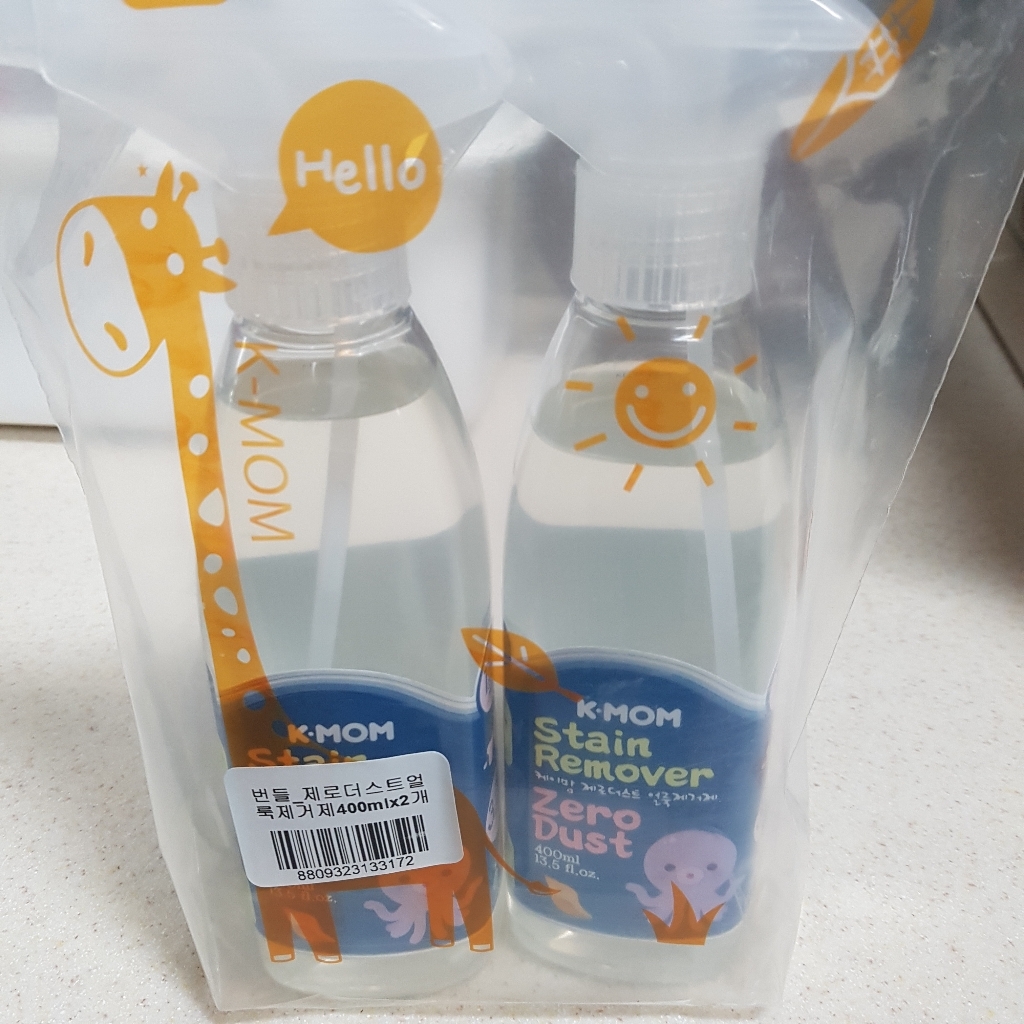 Hello
K-MOM
K·MOM
Stain
번들_제로더스트얼
룩제거제400mlx2개
8809323133172
K·MOM
Stain
Remover
케이맘 제로더스트 얼룩제거제
Zero
Dust
400ml
13.5 fl.oz.